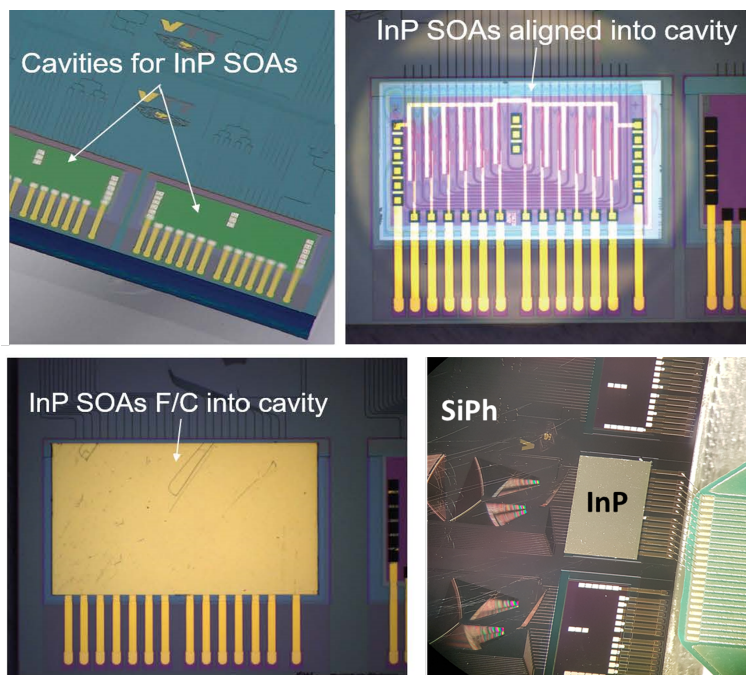 Cavities for InP SOAs
InP SOAs aligned into cavity
InP SOAs F/C into cavity
SiPh
InP